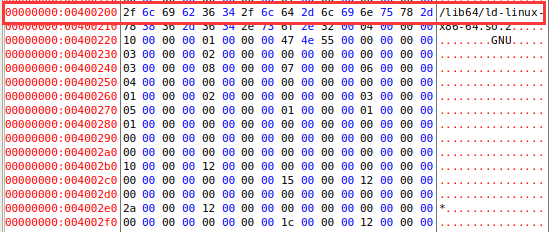 00000000:00400200 2f 6c 69 62 36 34 2f 6c 64 2d 6c 69 6e 75 78 2d /lib64/ld-linux-
00000000:00400210 78 38 36 2d 36 34 2e 73 6f 2e 32 00 04 00 00 00 x86-64.so.2.....
00000000:00400220 10 00 00 00 01 00 00 00 47 4e 55 00 00 00 00 00 ........GNU.....
00000000:00400230 03 00 00 00 02 00 00 00 00 00 00 00 00 00 00 00 ................
00000000:00400240 03 00 00 00 08 00 00 00 07 00 00 00 06 00 00 00 ................
00000000:00400250 04 00 00 00 00 00 00 00 00 00 00 00 00 00 00 00 ................
00000000:00400260 01 00 00 00 02 00 00 00 00 00 00 00 03 00 00 00 ................
00000000:00400270 05 00 00 00 02 00 00 00 01 00 00 00 01 00 00 00 ................
00000000:00400280 01 00 00 00 00 00 00 00 00 00 00 00 00 00 00 00 ................
00000000:00400290 00 00 00 00 00 00 00 00 00 00 00 00 00 00 00 00 ................
00000000:004002a0 00 00 00 00 00 00 00 00 00 00 00 00 00 00 00 00 ................
00000000:004002b0 10 00 00 00 12 00 00 00 00 00 00 00 00 00 00 00 ................
00000000:004002c0 00 00 00 00 00 00 00 00 15 00 00 00 12 00 00 00 ................
00000000:004002d0 00 00 00 00 00 00 00 00 00 00 00 00 00 00 00 00 ................
00000000:004002e0 2a 00 00 00 12 00 00 00 00 00 00 00 00 00 00 00 *...............
00000000:004002f0 00 00 00 00 00 00 00 00 1c 00 00 00 12 00 00 00 ................